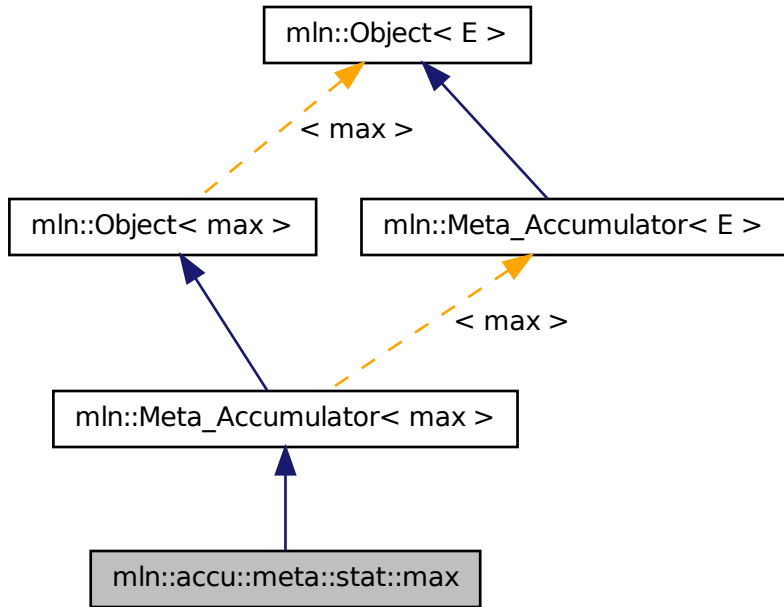 mln::Object< E >
< max >
mln::Object< max >
mln::Meta_Accumulator< E >
< max >
mln::Meta_Accumulator< max >
mln::accu::meta::stat::max